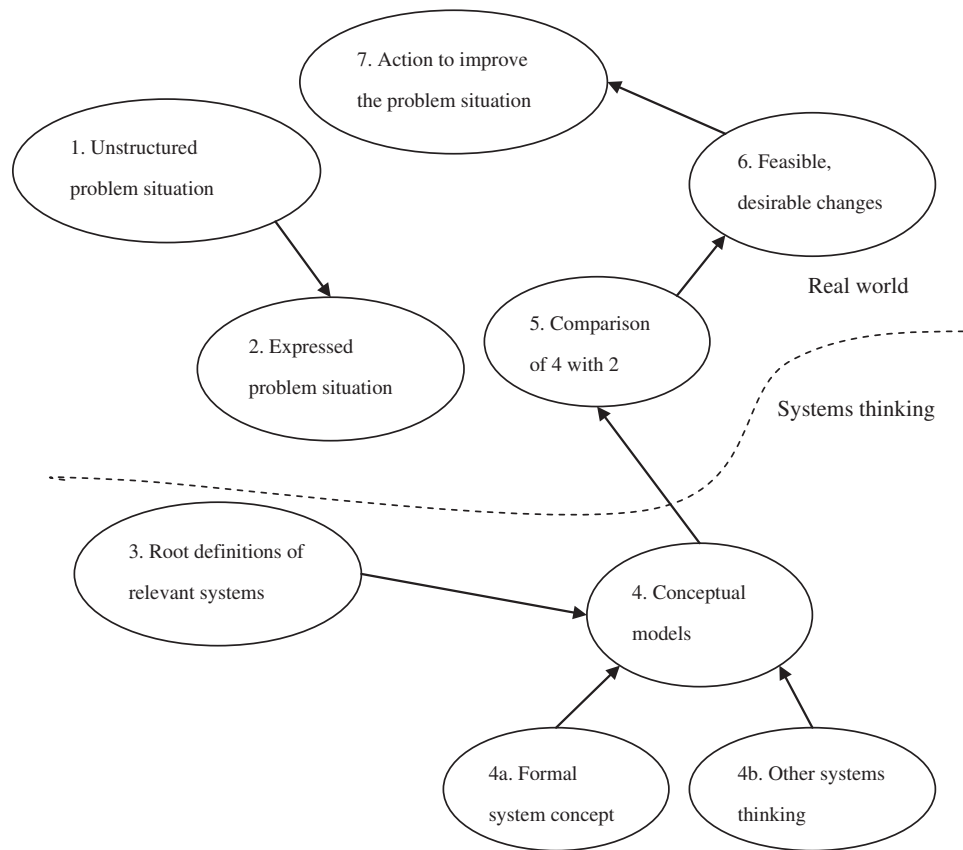 7. Action to improve
the problem situation
1. Unstructured
problem situation
6. Feasible,
desirable changes
Real world
2. Expressed
problem situation
5. Comparison
of 4 with 2
Systems thinking
3. Root definitions of
relevant systems
4. Conceptual
models
4a. Formal
system concept
4b. Other systems
thinking